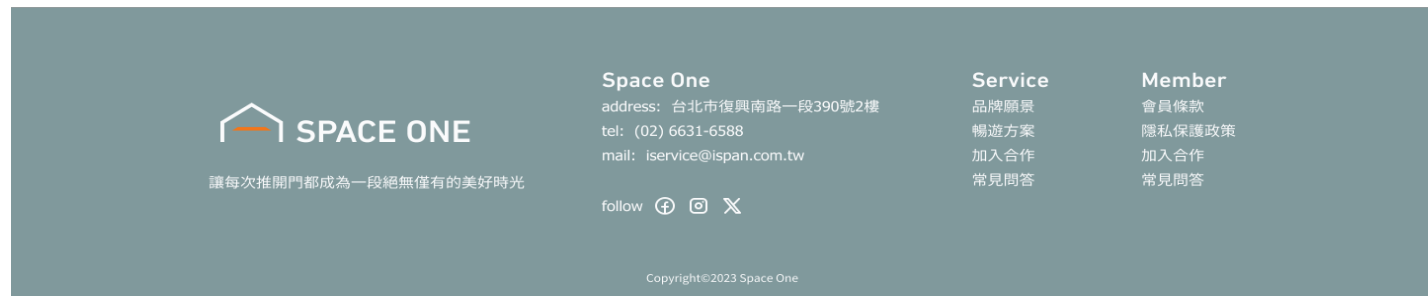 SPACE ONE
讓每次推開門都成為一段絕無僅有的美好時光
Space One
address: 台北市復興南路一段390號2樓
tel: (02) 6631-6588
mail: iservice@ispan.com.tw
follow
Service
品牌願景
暢遊方案
加入合作
常見問答
Member
會員條款
隱私保護政策
加入合作
常見問答
Copyright©2023 Space One